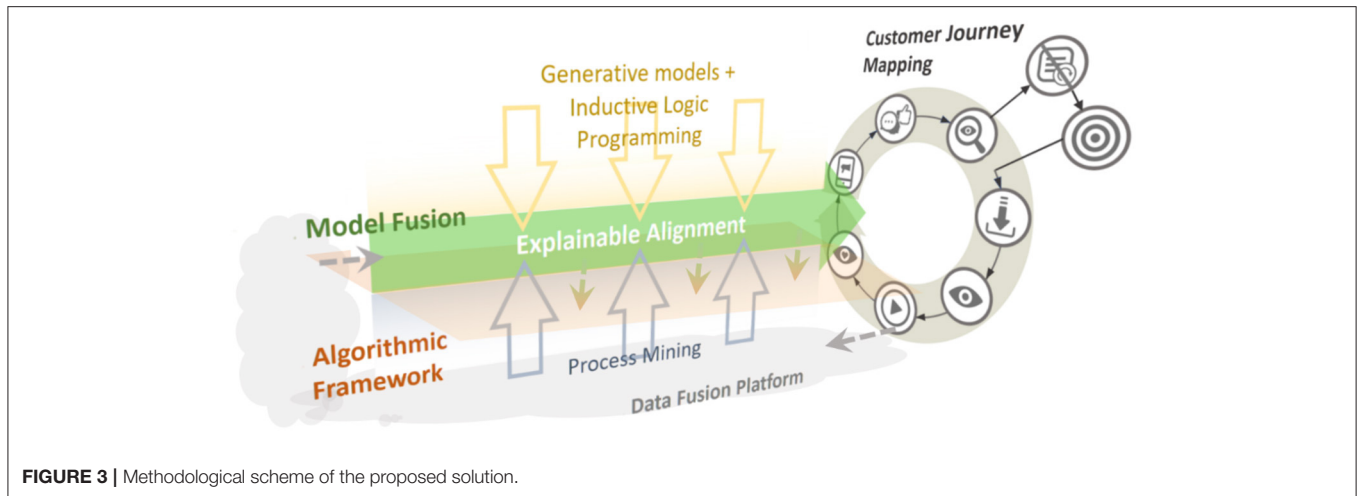 Customer Journey
Mapping
Generative models +
Inductive Logic
Programming
Model Fusion
Explainable Alignment
Algorithmic
Framework
Process Mining
Data Fusion Platform
FIGURE 3 | Methodological scheme of the proposed solution.